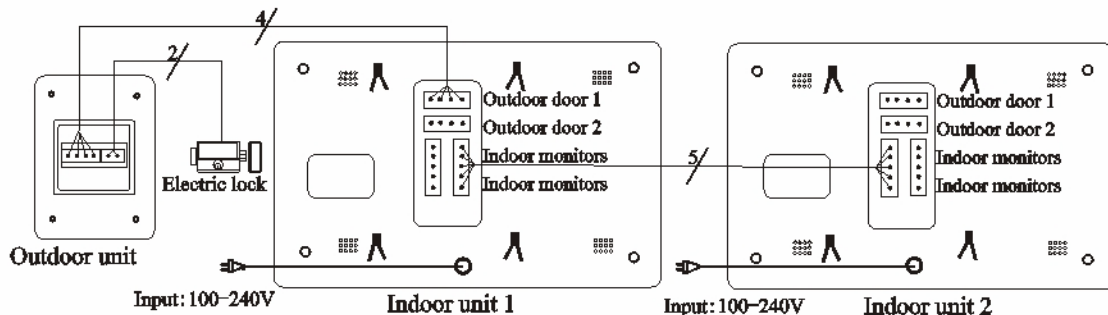 4
2
Outdoor door 1
Outdoor door 2
Indoor monitors
Indoor monitors
Electric lock
Outdoor unit
Input: 100-240V
Indoor unit 1
5
Outdoor door 1
Outdoor door 2
Indoor monitors
Indoor monitors
Input: 100-240V
Indoor unit 2